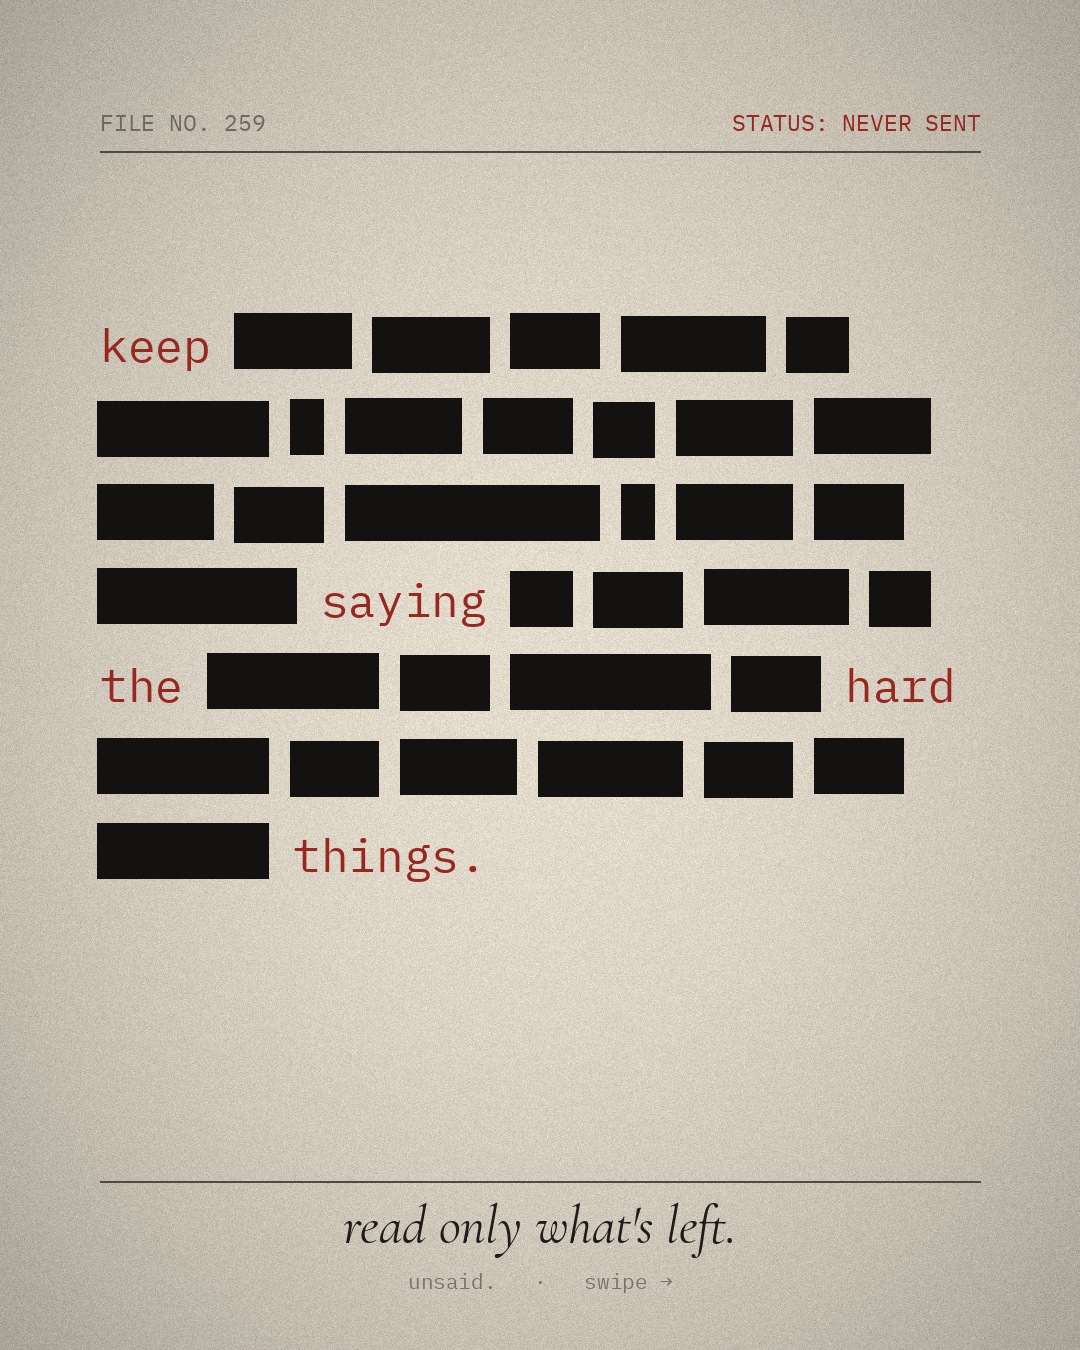 FILE NO. 259
STATUS: NEVER SENT
keep
saying
the hard
things.
read only what's left.
unsaid. · swipe →